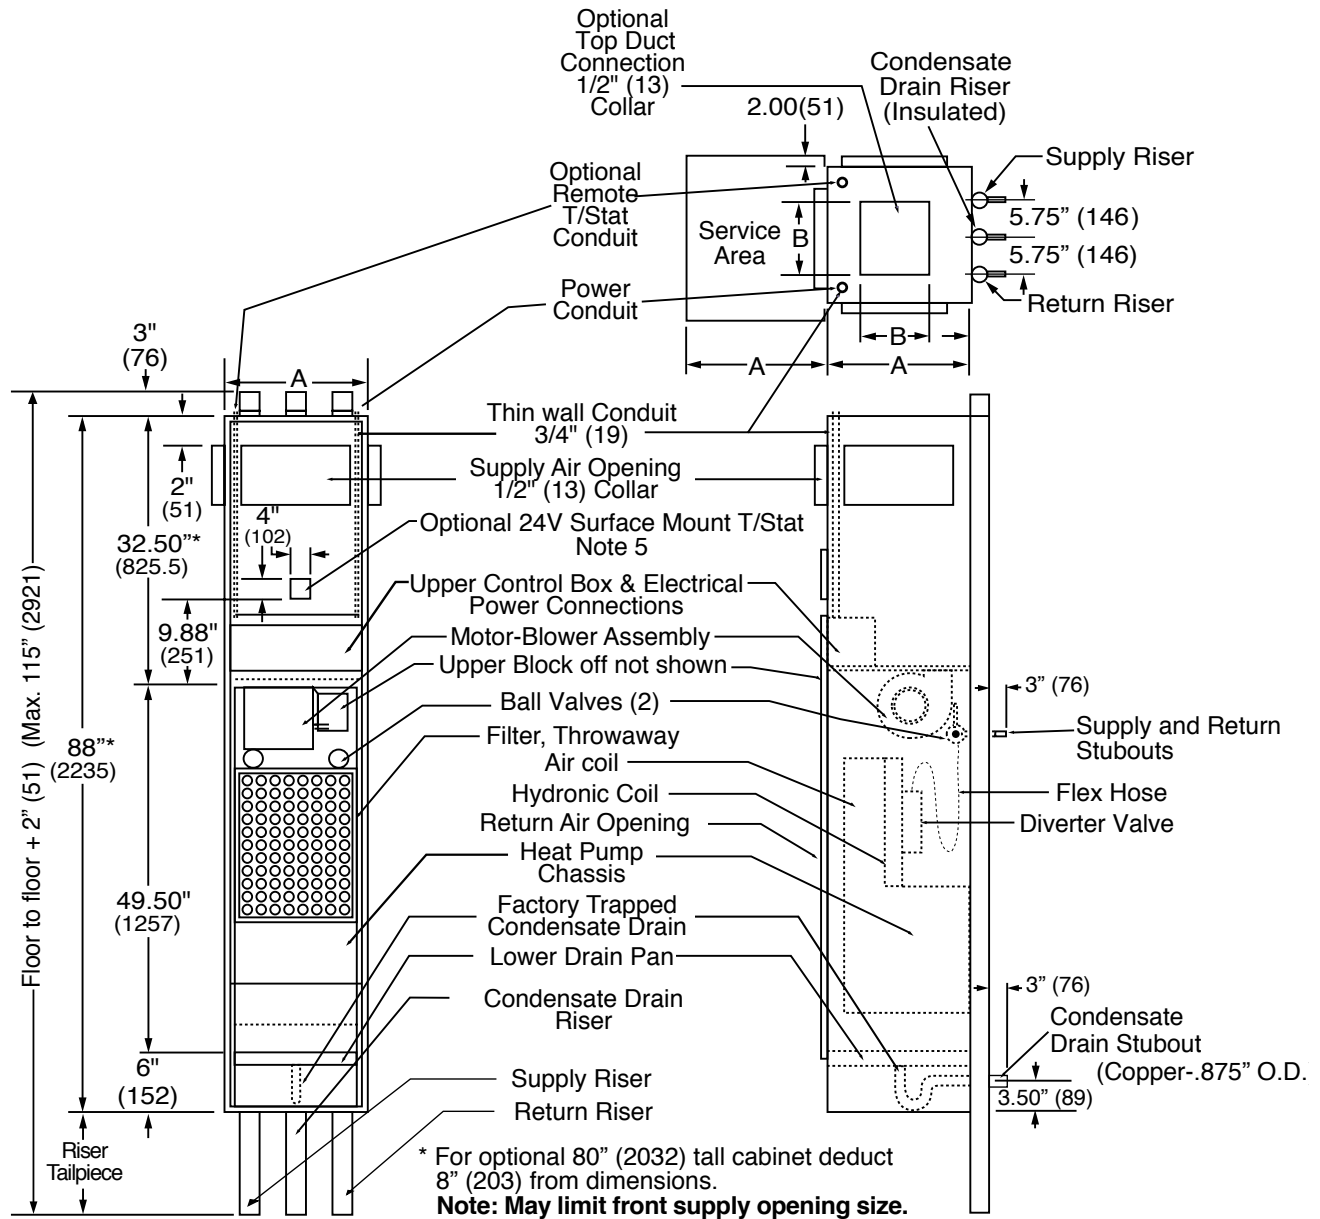 Optional
Top Duct
Connection
1/2" (13)
Collar
2.00(51)
Condensate
Drain Riser
(Insulated)
Supply Riser
5.75” (146)
5.75” (146)
Return Riser
Service
Area
B
B
A
A
Optional
Remote
T/Stat
Conduit
Power
Conduit
3"
(76)
A
Thin wall Conduit
3/4" (19)
Supply Air Opening
1/2" (13) Collar
2"
(51)
4"
(102)
Optional 24V Surface Mount T/Stat
Note 5
32.50”*
(825.5)
Upper Control Box & Electrical
Power Connections
9.88"
(251)
Motor-Blower Assembly
Upper Block off not shown
3” (76)
Ball Valves (2)
Supply and Return
Stubouts
88”*
(2235)
Filter, Throwaway
Air coil
Hydronic Coil
Flex Hose
Return Air Opening
Diverter Valve
Heat Pump
Chassis
49.50"
(1257)
Factory Trapped
Condensate Drain
Lower Drain Pan
3” (76)
Condensate Drain
Riser
Condensate
Drain Stubout
(Copper-.875” O.D.
3.50” (89)
6"
(152)
Supply Riser
Return Riser
Riser
Tailpiece
Floor to floor + 2” (51) (Max. 115” (2921)
* For optional 80” (2032) tall cabinet deduct
8” (203) from dimensions.
Note: May limit front supply opening size.